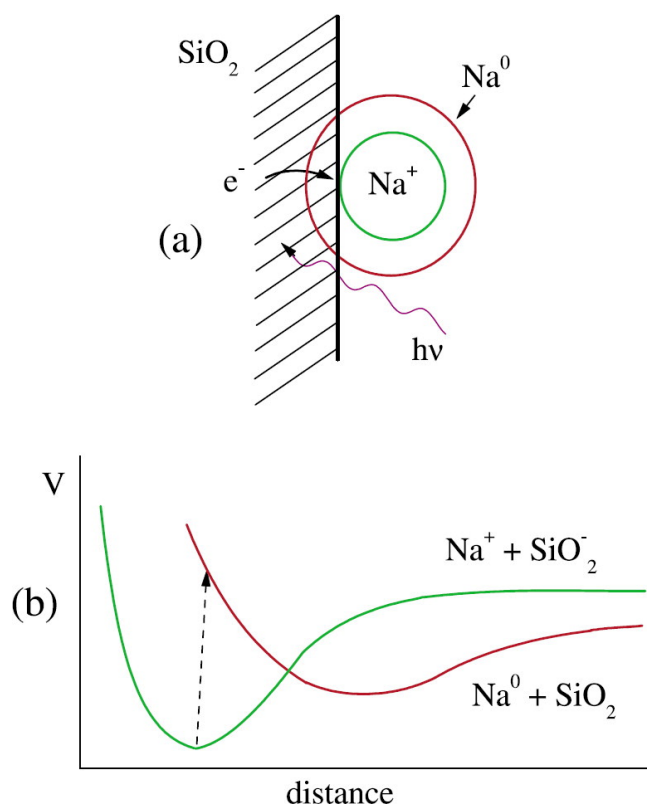 SiO₂
Na⁰
e⁻
Na⁺
(a)
hν
V
Na⁺ + SiO₂⁻
(b)
Na⁰ + SiO₂
distance